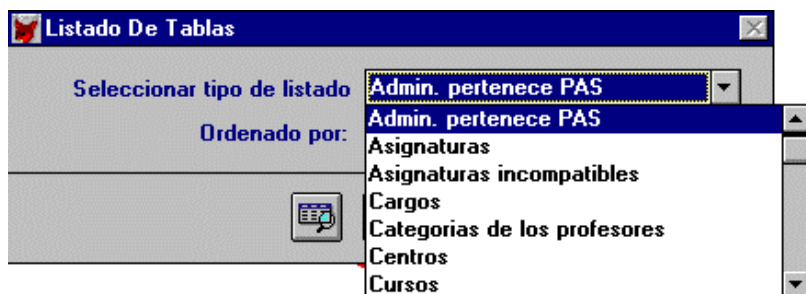 Listado De Tablas
Seleccionar tipo de listado Admin. pertenece PAS
Ordenado por:
Admin. pertenece PAS
Asignaturas
Asignaturas incompatibles
Cargos
Categorias de los profesores
Centros
Cursos